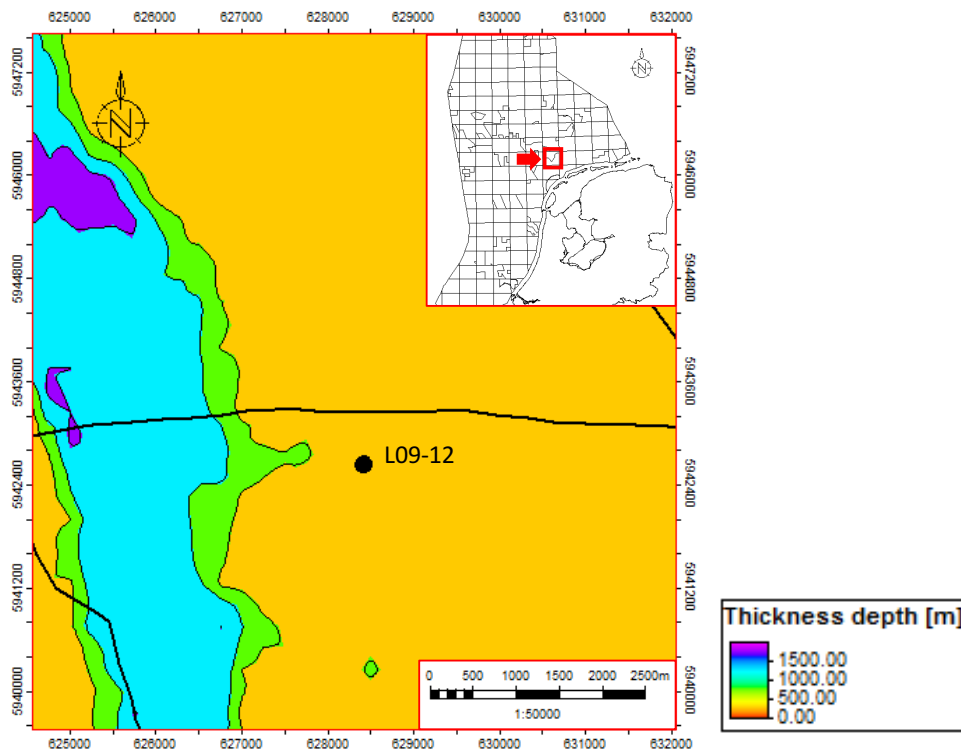 625000 626000 627000 628000 629000 630000 631000 632000
5947200 5947200
N
N
5946000 5946000
5944800 5944800
5943600 5943600
L09-12
5942400 5942400
5941200 5941200
Thickness depth [m]
1500.00
1000.00
500.00
0.00
0 500 1000 1500 2000 2500m
1:50000
5940000 5940000
625000 626000 627000 628000 629000 630000 631000 632000